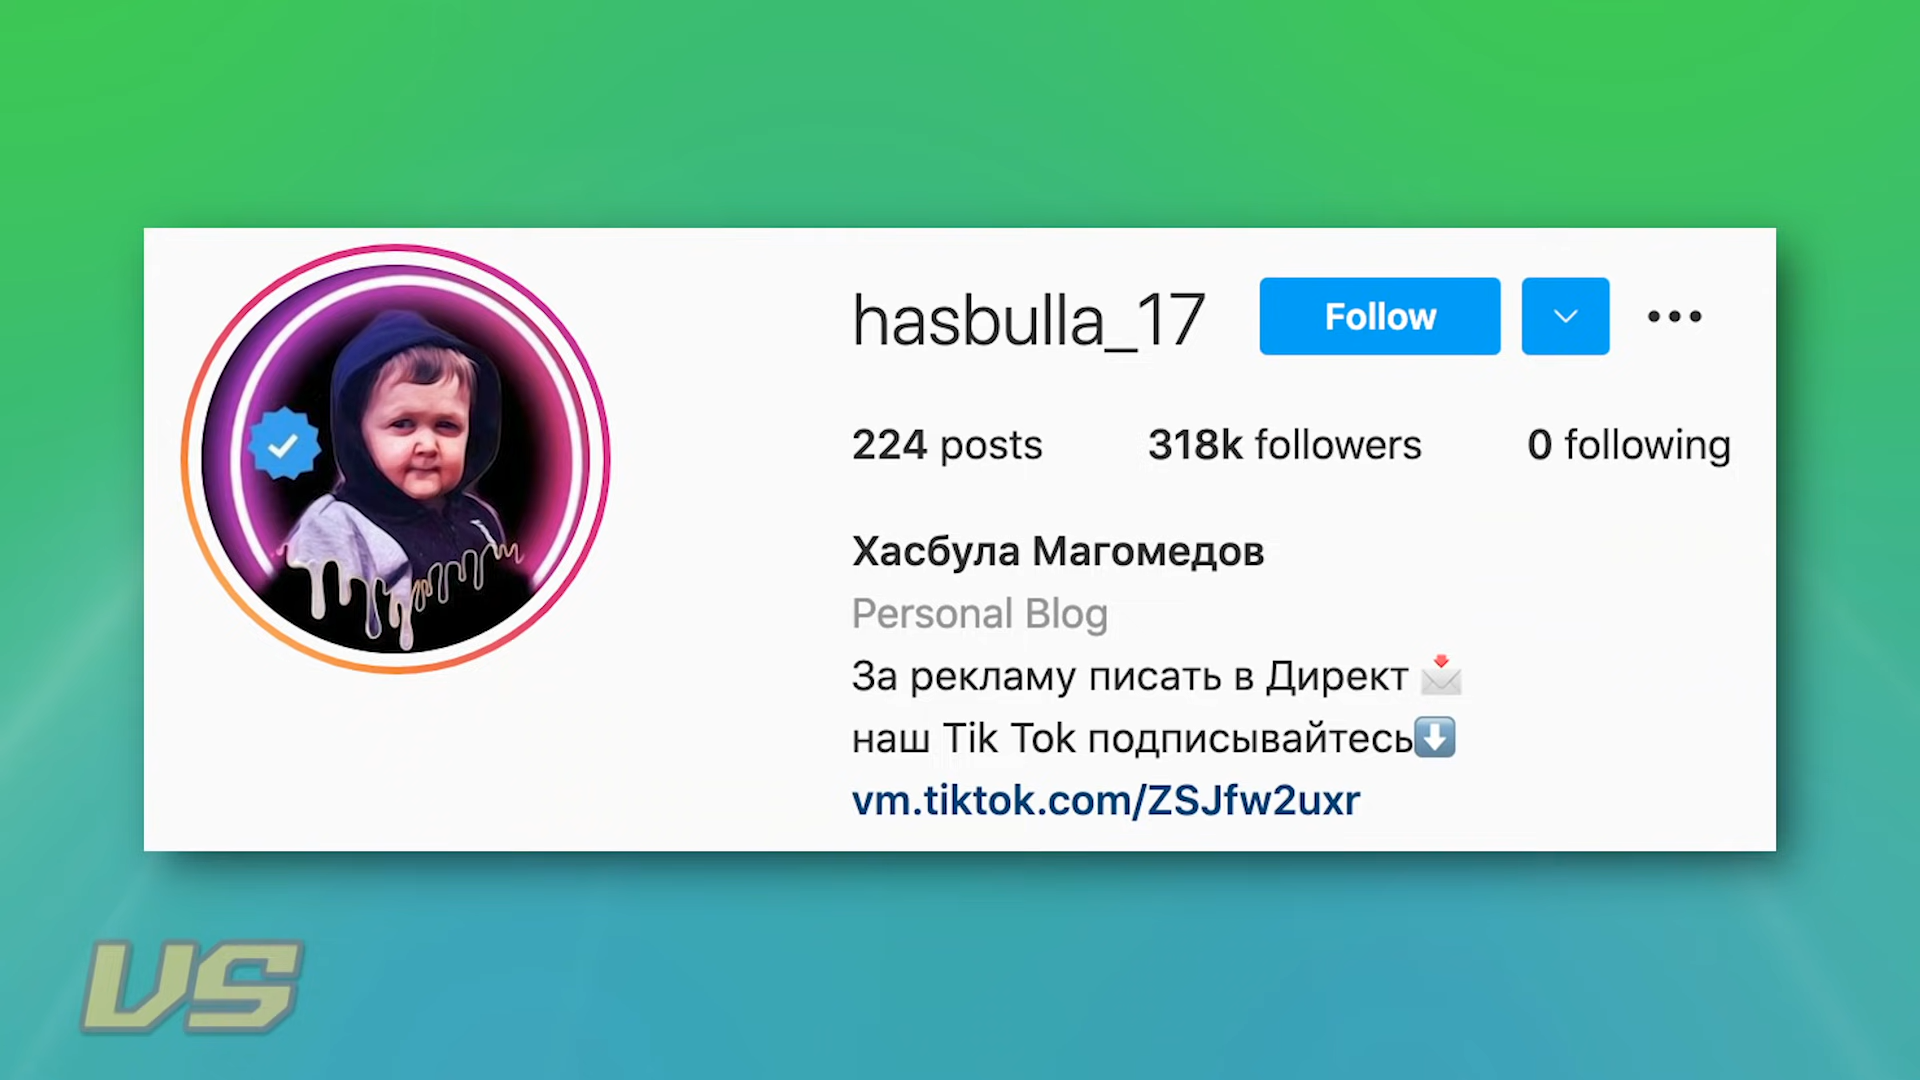 hasbulla_17 Follow
224 posts 318k followers 0 following
Хасбула Магомедов
Personal Blog
За рекламу писать в Директ
наш Tik Tok подписывайтесь
vm.tiktok.com/ZSJfw2uxr
VS